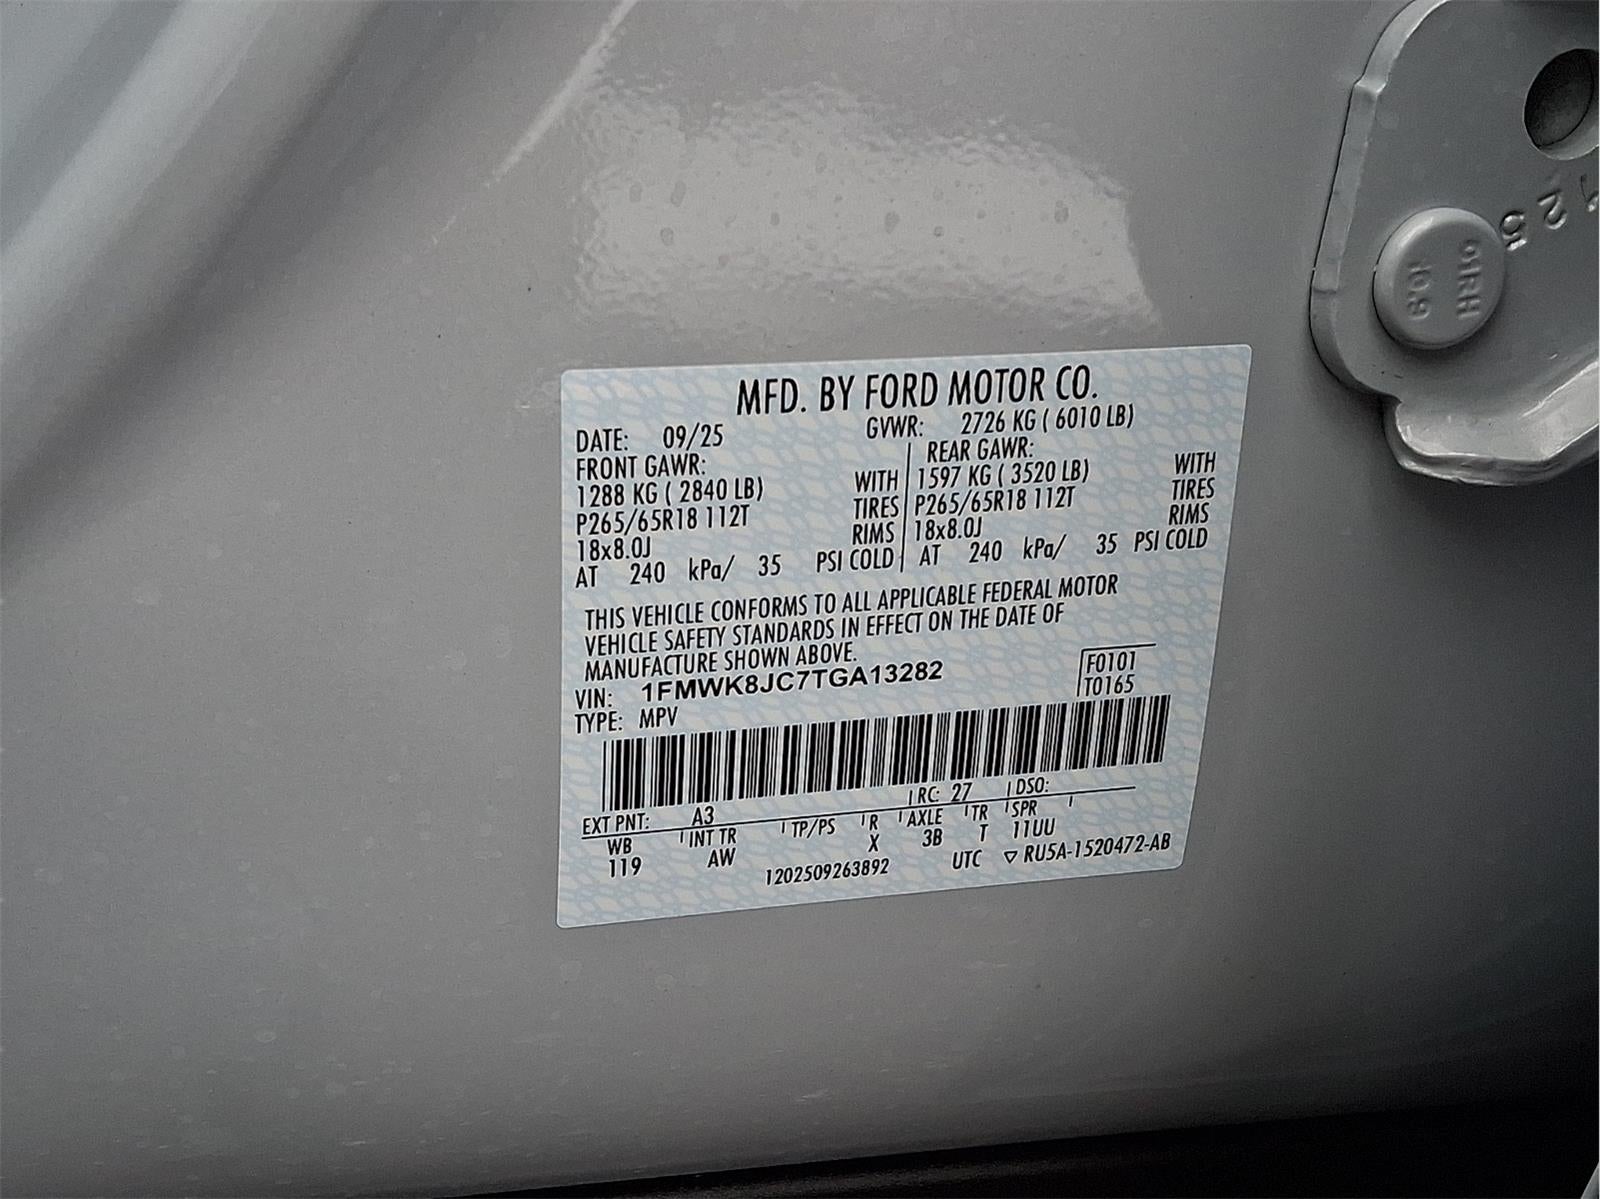 MFD. BY FORD MOTOR CO.
DATE: 09/25 GVWR: 2726 KG ( 6010 LB)
FRONT GAWR: REAR GAWR:
1288 KG ( 2840 LB) WITH 1597 KG ( 3520 LB) WITH
P265/65R18 112T TIRES P265/65R18 112T TIRES
18x8.0J RIMS 18x8.0J RIMS
AT 240 kPa/ 35 PSI COLD AT 240 kPa/ 35 PSI COLD
THIS VEHICLE CONFORMS TO ALL APPLICABLE FEDERAL MOTOR
VEHICLE SAFETY STANDARDS IN EFFECT ON THE DATE OF
MANUFACTURE SHOWN ABOVE.
VIN: 1FMWK8JC7TGA13282 F0101
TYPE: MPV T0165
EXT PNT: A3 RC: 27 DSO:
WB INT TR TP/PS R AXLE TR SPR
119 AW X 3B T 11UU
1202509263892 UTC ▽ RU5A-1520472-AB
10.9